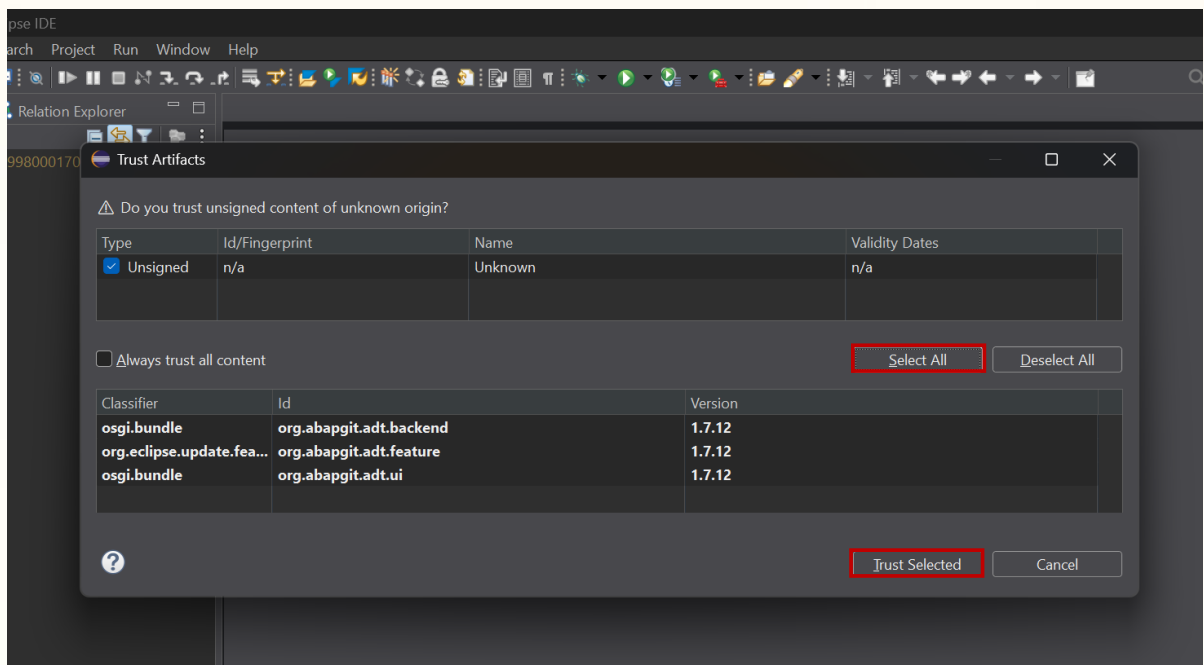 pse IDE
arch Project Run Window Help
Relation Explorer
998000170
Trust Artifacts
Do you trust unsigned content of unknown origin?
Type Id/Fingerprint Name Validity Dates
Unsigned n/a Unknown n/a
Always trust all content Select All Deselect All
Classifier Id Version
osgi.bundle org.abapgit.adt.backend 1.7.12
org.eclipse.update.fea... org.abapgit.adt.feature 1.7.12
osgi.bundle org.abapgit.adt.ui 1.7.12
Trust Selected Cancel